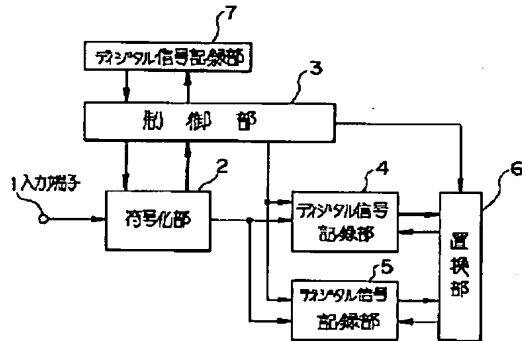 7
ディジタル信号記録部
3
制御部
2
1入力端子
符号化部
4
ディジタル信号
記録部
5
ディジタル信号
記録部
6
置換部